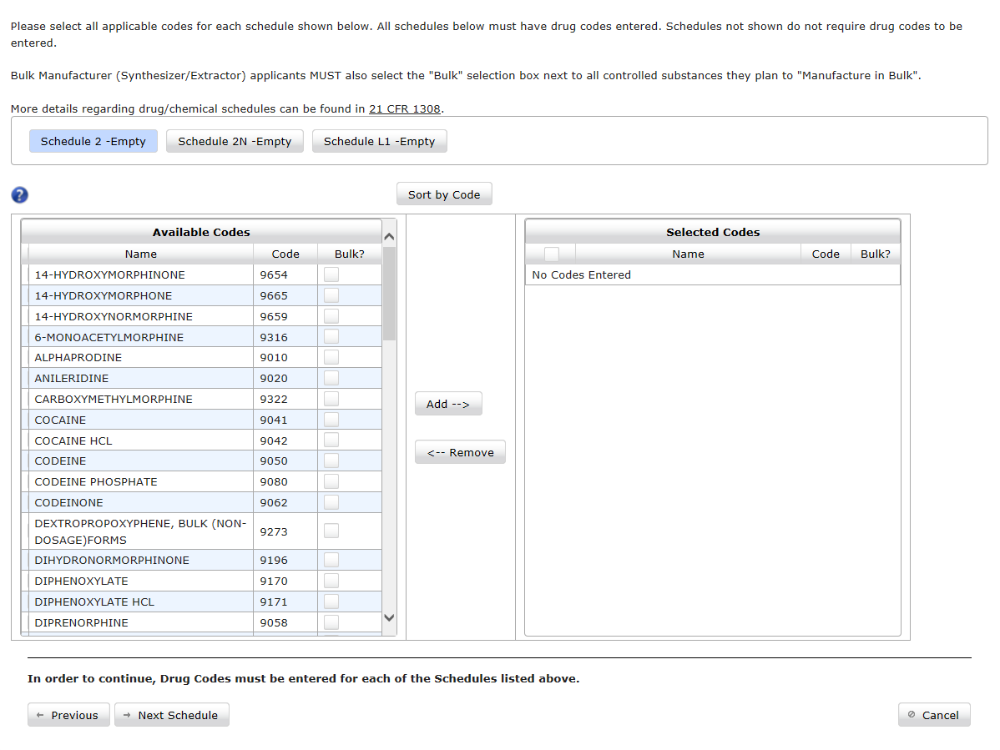 Please select all applicable codes for each schedule shown below. All schedules below must have drug codes entered. Schedules not shown do not require drug codes to be
entered.
Bulk Manufacturer (Synthesizer/Extractor) applicants MUST also select the "Bulk" selection box next to all controlled substances they plan to "Manufacture in Bulk".
More details regarding drug/chemical schedules can be found in 21 CFR 1308.
Schedule 2 -Empty Schedule 2N -Empty Schedule L1 -Empty
? Sort by Code
Available Codes
Name Code Bulk?
14-HYDROXYMORPHINONE 9654
14-HYDROXYMORPHONE 9665
14-HYDROXYNORMORPHINE 9659
6-MONOACETYLMORPHINE 9316
ALPHAPRODINE 9010
ANILERIDINE 9020
CARBOXYMETHYLMORPHINE 9322
COCAINE 9041
COCAINE HCL 9042
CODEINE 9050
CODEINE PHOSPHATE 9080
CODEINONE 9062
DEXTROPROPOXYPHENE, BULK (NON-
DOSAGE)FORMS 9273
DIHYDRONORMORPHINONE 9196
DIPHENOXYLATE 9170
DIPHENOXYLATE HCL 9171
DIPRENORPHINE 9058
Add -->
<-- Remove
Selected Codes
Name Code Bulk?
No Codes Entered
In order to continue, Drug Codes must be entered for each of the Schedules listed above.
← Previous → Next Schedule Cancel